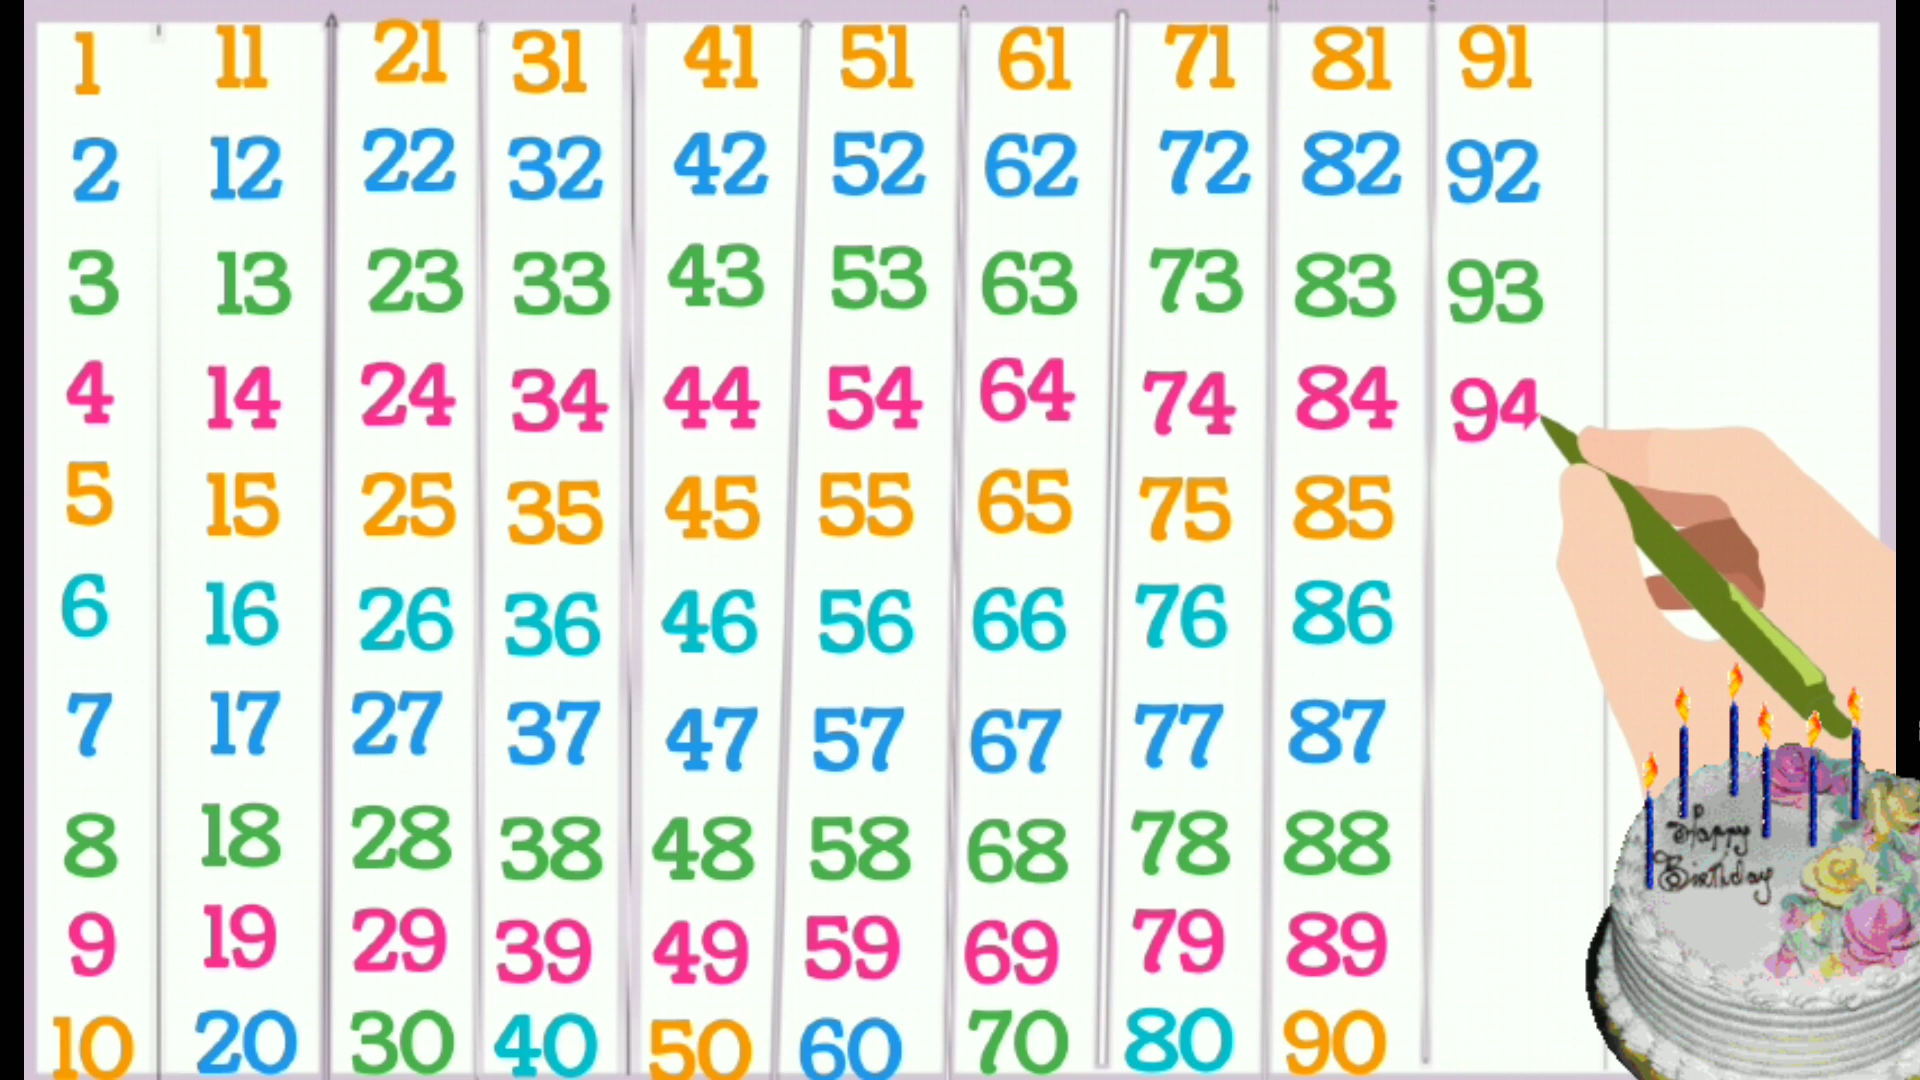 1 11 21 31 41 51 61 71 81 91
2 12 22 32 42 52 62 72 82 92
3 13 23 33 43 53 63 73 83 93
4 14 24 34 44 54 64 74 84 94
5 15 25 35 45 55 65 75 85
6 16 26 36 46 56 66 76 86
7 17 27 37 47 57 67 77 87
8 18 28 38 48 58 68 78 88
9 19 29 39 49 59 69 79 89
10 20 30 40 50 60 70 80 90
Happy
Birthday